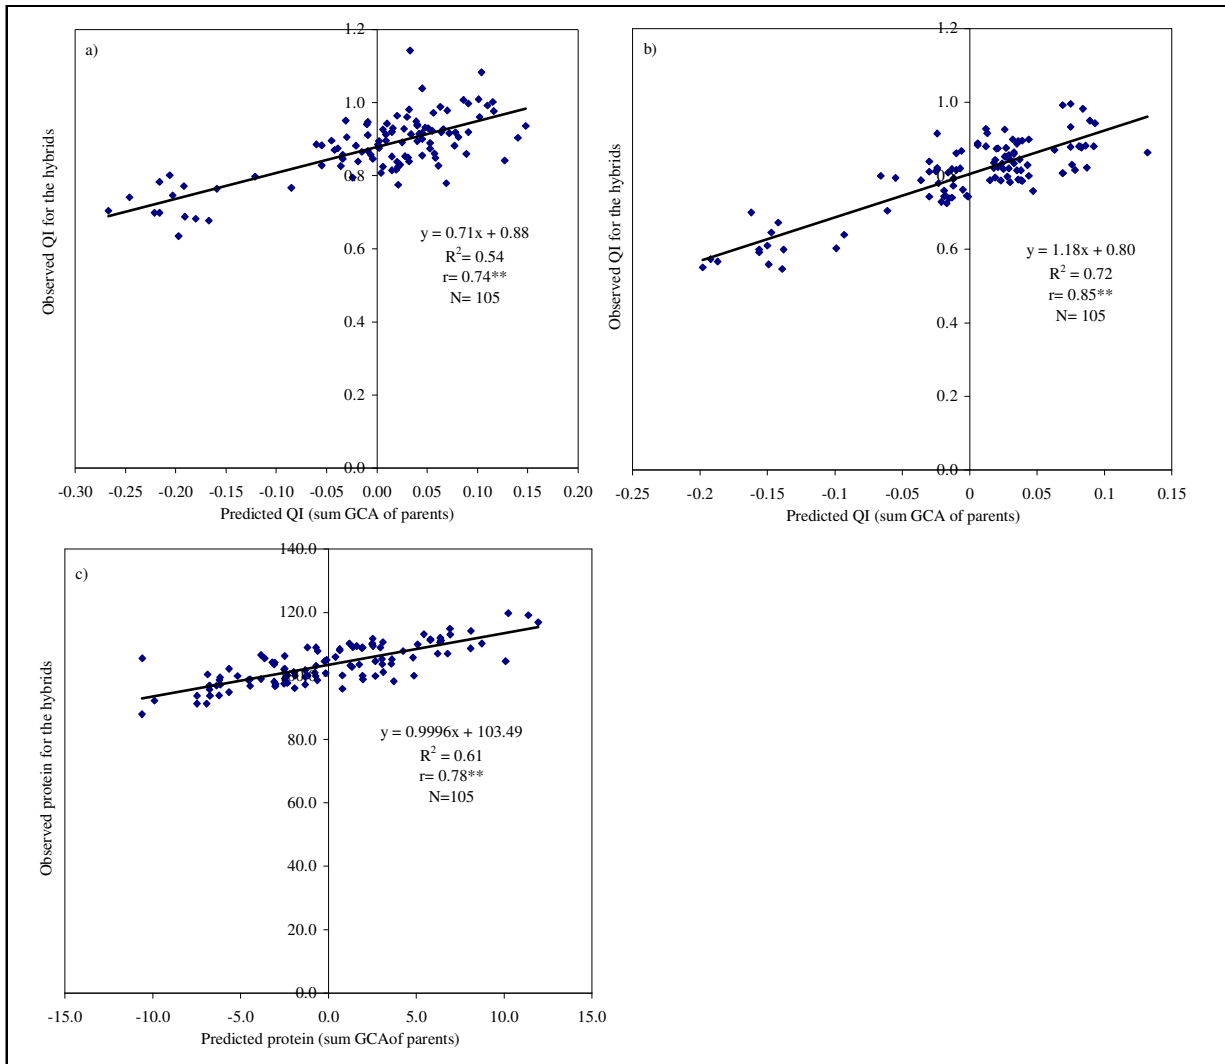 a)
1.2
1.0
0.8
0.6
0.4
0.2
0.0
Observed QI for the hybrids
y = 0.71x + 0.88
R² = 0.54
r= 0.74**
N= 105
-0.30 -0.25 -0.20 -0.15 -0.10 -0.05 0.00 0.05 0.10 0.15 0.20
Predicted QI (sum GCA of parents)
b)
1.2
1.0
0.6
0.4
0.2
0.0
Observed QI for the hybrids
y = 1.18x + 0.80
R² = 0.72
r= 0.85**
N= 105
-0.25 -0.2 -0.15 -0.1 -0.05 0 0.05 0.1 0.15
Predicted QI (sum GCA of parents)
c)
140.0
120.0
80.0
60.0
40.0
20.0
0.0
Observed protein for the hybrids
y = 0.9996x + 103.49
R² = 0.61
r= 0.78**
N=105
-15.0 -10.0 -5.0 0.0 5.0 10.0 15.0
Predicted protein (sum GCAof parents)